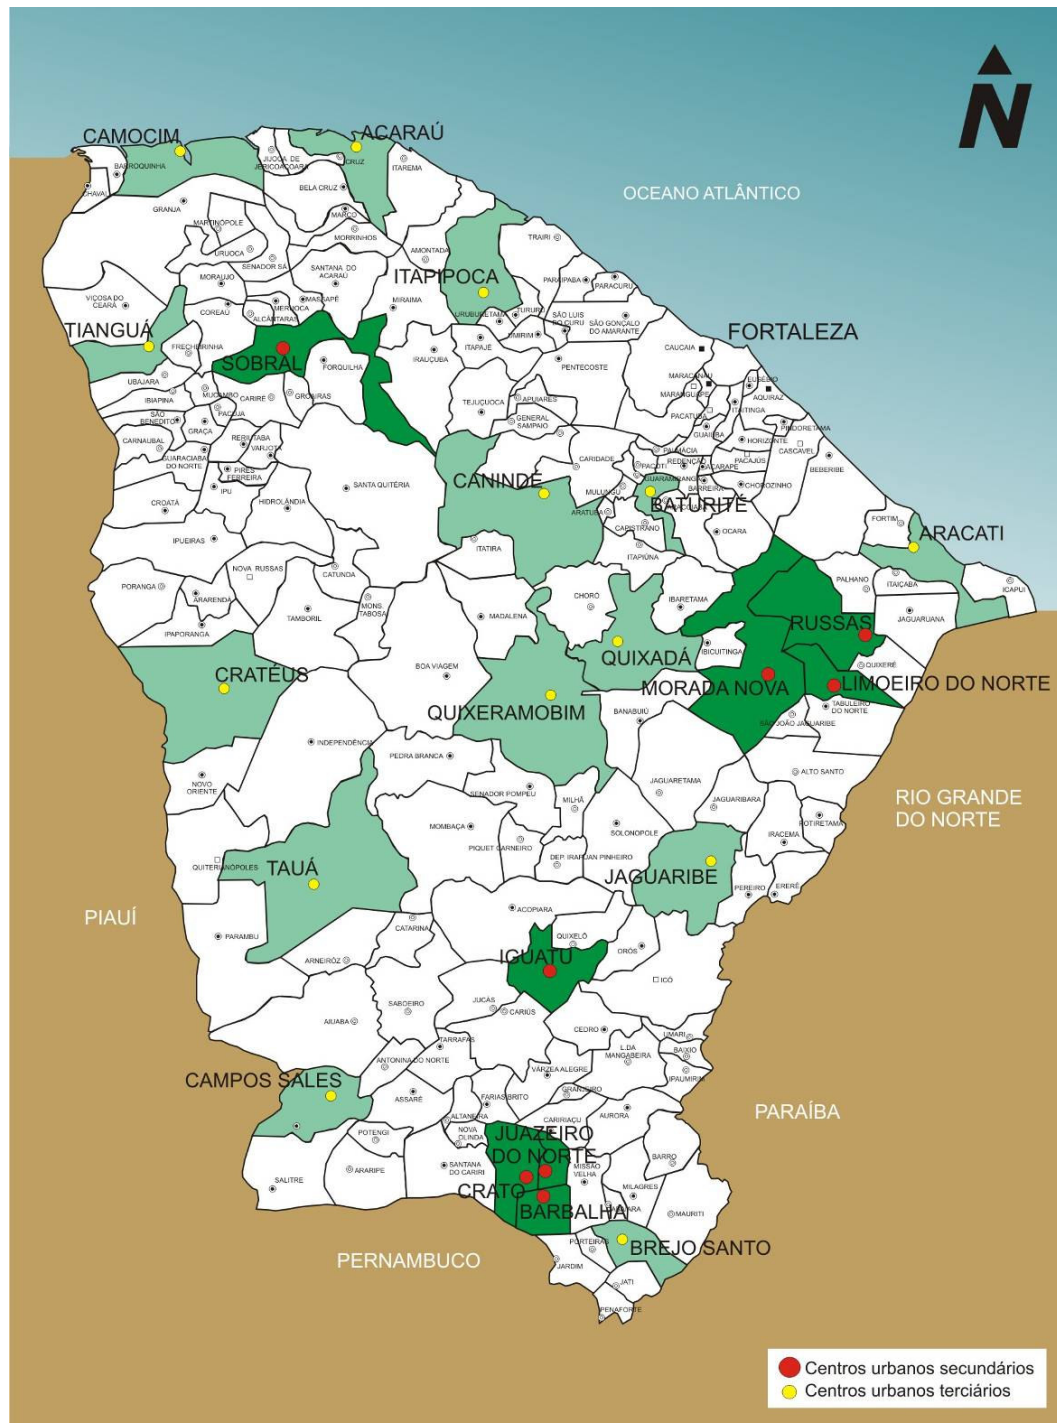 N
CAMOCIM
ACARAÚ
BARROQUINHA
CHAVAL
JIJOCA DE
JERICOACOARA
CRUZ
ITAREMA
OCEANO ATLÂNTICO
GRANJA
BELA CRUZ
MARCO
MARTINÓPOLE
MORRINHOS
URUOCA
SENADOR SÁ
AMONTADA
TRAIRI
MORAUJO
SANTANA DO
ACARAÚ
ITAPIPOCA
PARAIPABA
PARACURU
VIÇOSA DO
CEARÁ
COREAÚ
MERUOCA
MASSAPÊ
ALCÂNTARAS
MIRAIMA
URUBURETAMA
TURURU
SÃO LUIS
DO CURU
SÃO GONÇALO
DO AMARANTE
UMIRIM
TIANGUÁ
FRECHEIRINHA
SOBRAL
FORQUILHA
IRAUÇUBA
ITAPAJÉ
PENTECOSTE
FORTALEZA
CAUCAIA
UBAJARA
IBIAPINA
MUCAMBO
CARIRÉ
GROAIRAS
PACUJA
TEJUÇUOCA
APUIARES
GENERAL
SAMPAIO
MARACANAÚ
MARANGUAPE
EUSÉBIO
AQUIRAZ
ITAITINGA
PACATUBA
GUAIUBA
PINDORETAMA
HORIZONTE
CASCAVEL
SÃO
BENEDITO
GRAÇA
CARNAUBAL
GUARACIABA
DO NORTE
RERIUTABA
VARJOTA
PIRES
FERREIRA
IPU
CROATÁ
HIDROLÂNDIA
SANTA QUITÉRIA
CANINDÉ
CARIDADE
PALMÁCIA
PACOTI
REDENÇÃO
ACARAPE
PACAJÚS
GUARAMIRANGA
BARREIRA
CHOROZINHO
BEBERIBE
MULUNGU
BATURITÉ
ARATUBA
CAPISTRANO
ITAPIÚNA
OCARA
FORTIM
ARACATI
IPUEIRAS
ITATIRA
NOVA RUSSAS
CATUNDA
PORANGA
ARARENDÁ
IPAPORANGA
TAMBORIL
MONS.
TABOSA
MADALENA
CHORÓ
IBARETAMA
PALHANO
ITAIÇABA
ICAPUI
JAGUARUANA
RUSSAS
BOA VIAGEM
QUIXADÁ
IBICUITINGA
QUIXERÉ
CRATÉUS
QUIXERAMOBIM
MORADA NOVA
LIMOEIRO DO NORTE
TABULEIRO
DO NORTE
BANABUIÚ
SÃO JOÃO JAGUARIBE
INDEPENDÊNCIA
PEDRA BRANCA
NOVO
ORIENTE
ALTO SANTO
JAGUARETAMA
SENADOR POMPEU
MILHÃ
JAGUARIBARA
RIO GRANDE
DO NORTE
POTIRETAMA
MOMBAÇA
PIQUET CARNEIRO
SOLONOPOLE
IRACEMA
QUITERIANÓPOLES
TAUÁ
DEP. IRAPUAN PINHEIRO
JAGUARIBE
PEREIRO
ERERÉ
PIAUÍ
ACOPIARA
PARAMBU
CATARINA
QUIXELÔ
ARNEIRÓZ
IGUATU
ORÓS
ICÓ
SABOEIRO
JUCÁS
CARIÚS
AIUABA
CEDRO
UMARI
TARRAFAS
L.DA
MANGABEIRA
BAIXIO
ANTONINA DO NORTE
IPAUMIRIM
VÁRZEA ALEGRE
CAMPOS SALES
ASSARÉ
FARIAS BRITO
GRANJEIRO
ALTANEIRA
CARIRIAÇU
AURORA
PARAÍBA
POTENGI
NOVA
OLINDA
JUAZEIRO
DO NORTE
SALITRE
ARARIPE
SANTANA
DO CARIRI
MISSÃO
VELHA
BARRO
CRATO
MILAGRES
BARBALHA
MAURITI
PERNAMBUCO
PORTEIRAS
BREJO SANTO
JARDIM
JATI
PENAFORTE
Centros urbanos secundários
Centros urbanos terciários